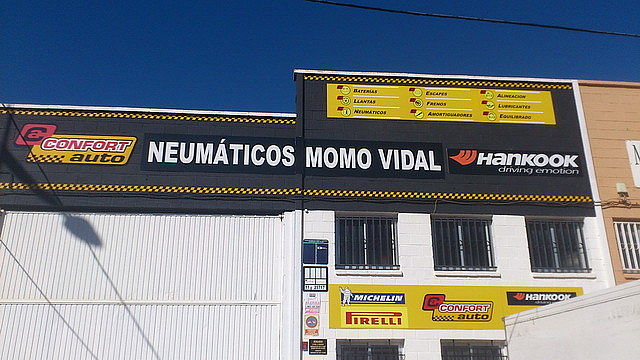 BATERÍAS
LLANTAS
NEUMÁTICOS
ESCAPES
FRENOS
AMORTIGUADORES
ALINEACION
LUBRICANTES
EQUILIBRADO
CONFORT
auto
NEUMÁTICOS MOMO VIDAL
HANKOOK
driving emotion
MICHELIN
PIRELLI
CONFORT
auto
HANKOOK